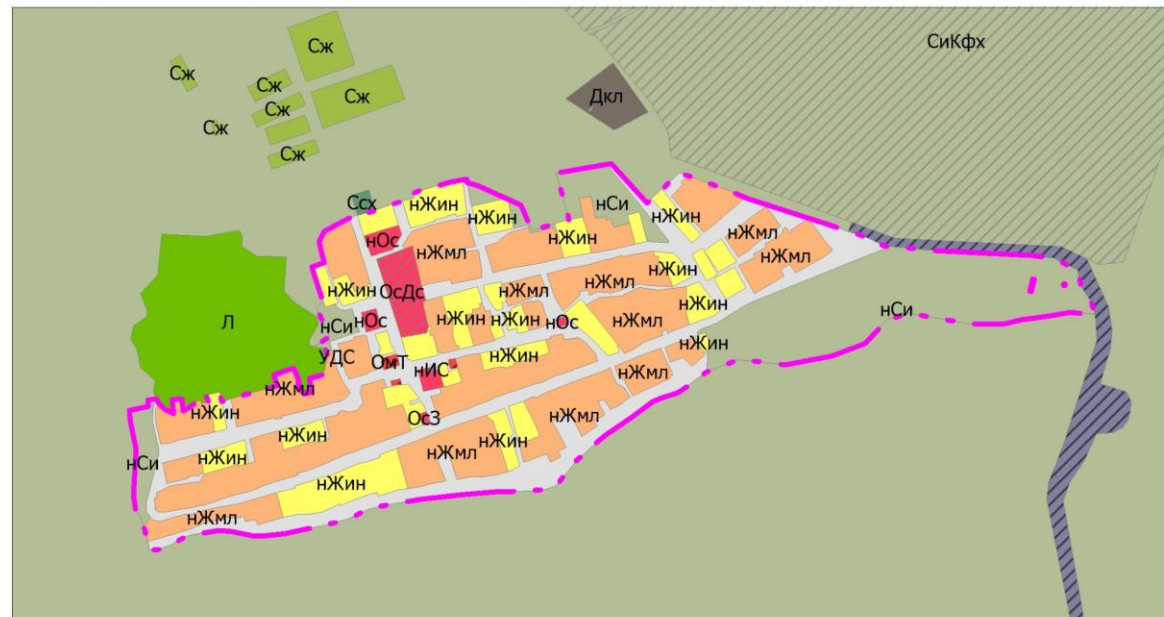 Сж
СиКфх
Сж
Сж
Дкл
Сж
Сж
Сж
Сж
Ссх
нЖин
нСи
нЖин
нЖин
нОс
нЖин
нЖмл
нЖмл
нЖмл
нЖин
нЖмл
нЖин
ОсДс
нЖмл
нЖин
нСи
Л
нСи
нОс
нЖин
нЖин
нОс
нЖмл
нЖин
УДС
ОмТ
нИС
нЖин
нЖмл
нЖмл
нЖин
ОсЗ
нЖмл
нЖин
нЖин
нЖмл
нЖин
нСи
нЖин
нЖмл